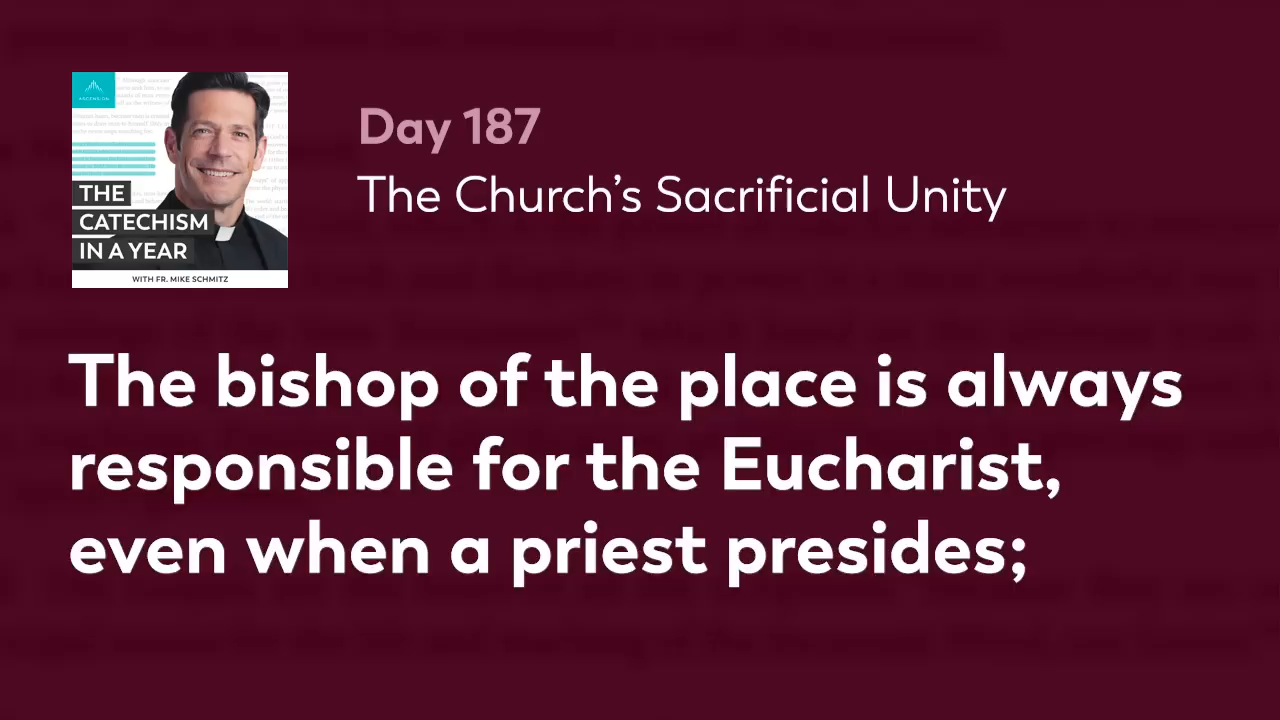 ASCENSION
THE
CATECHISM
IN A YEAR
WITH FR. MIKE SCHMITZ
Day 187
The Church’s Sacrificial Unity
The bishop of the place is always
responsible for the Eucharist,
even when a priest presides;